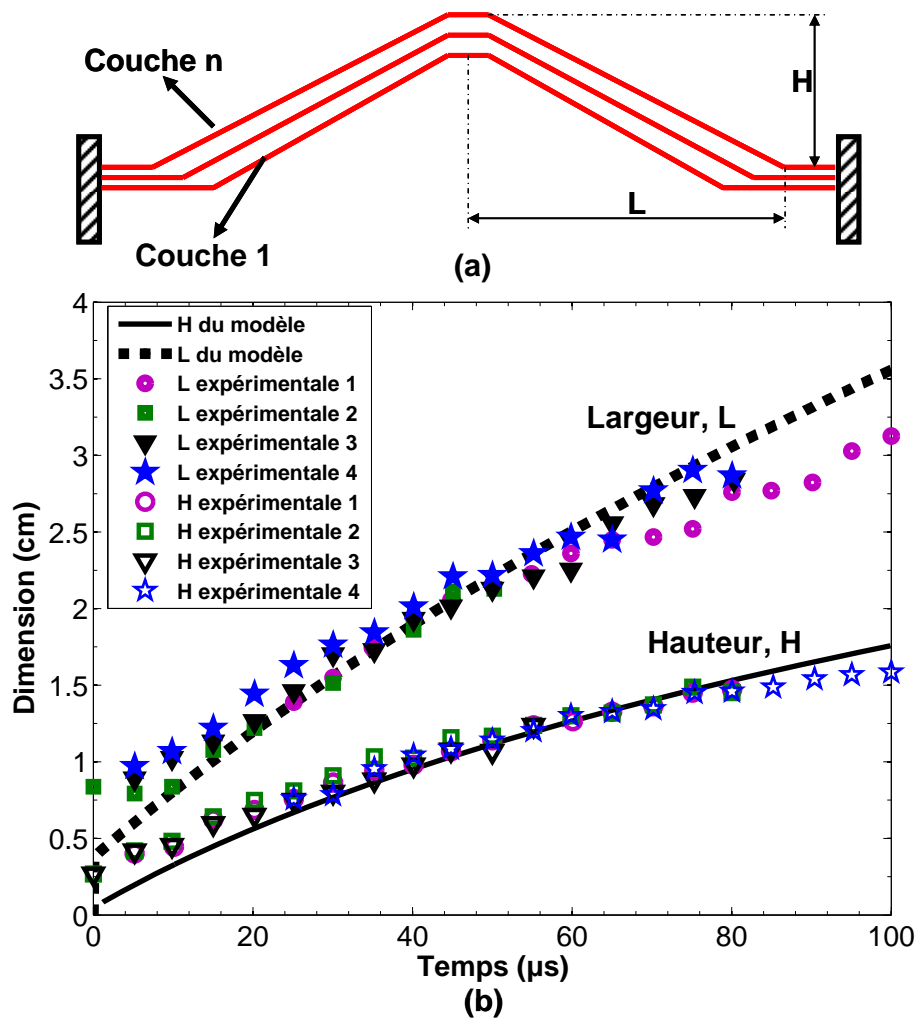 Couche n
H
L
Couche 1
(a)
4
3.5
3
2.5
2
1.5
1
0.5
0
Dimension (cm)
H du modèle
L du modèle
L expérimentale 1
L expérimentale 2
L expérimentale 3
L expérimentale 4
H expérimentale 1
H expérimentale 2
H expérimentale 3
H expérimentale 4
Largeur, L
Hauteur, H
0 20 40 60 80 100
Temps (µs)
(b)